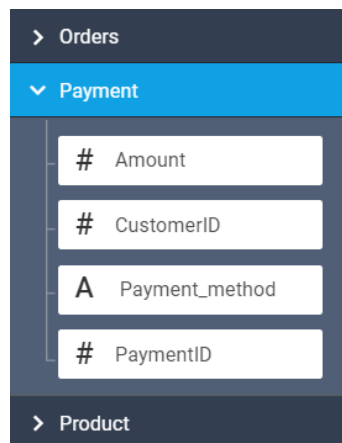 Orders
Payment
# Amount
# CustomerID
A Payment_method
# PaymentID
Product